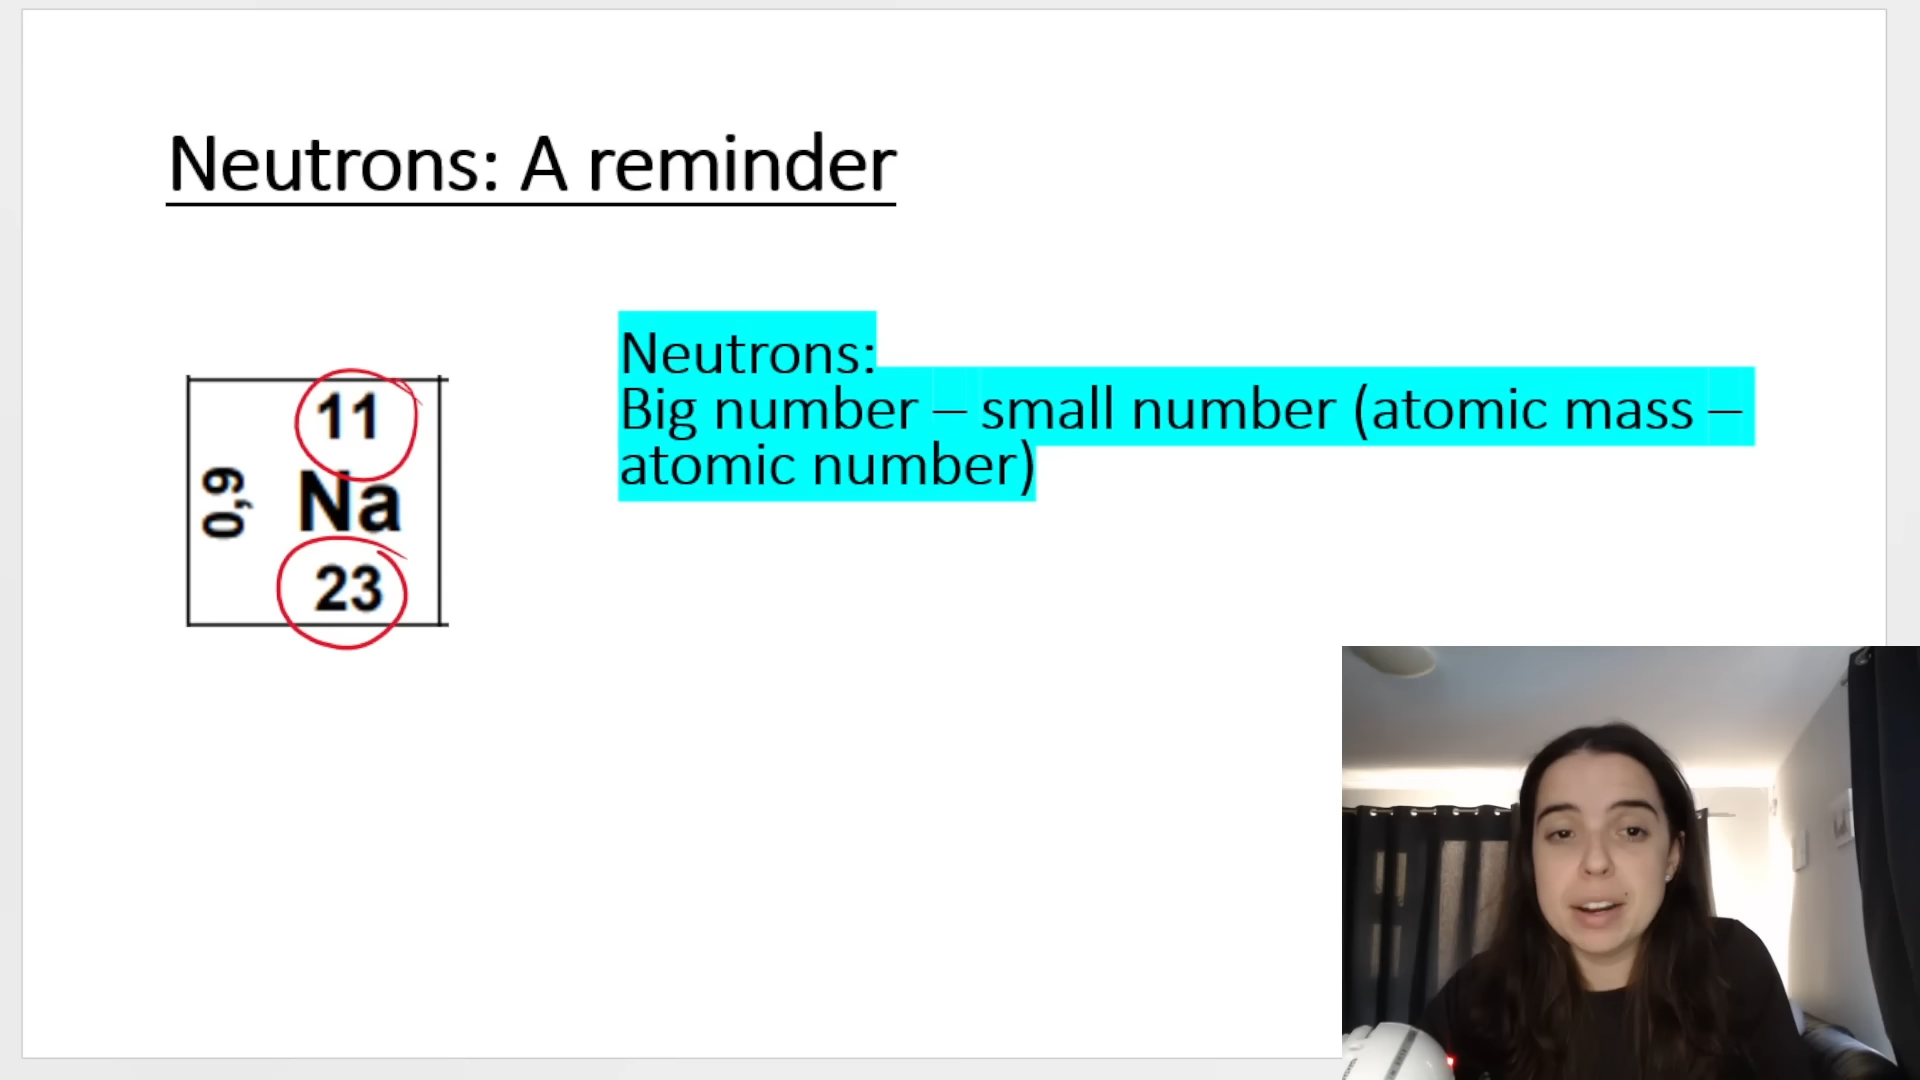 Neutrons: A reminder
Neutrons:
Big number – small number (atomic mass –
atomic number)
11
0,9
Na
23